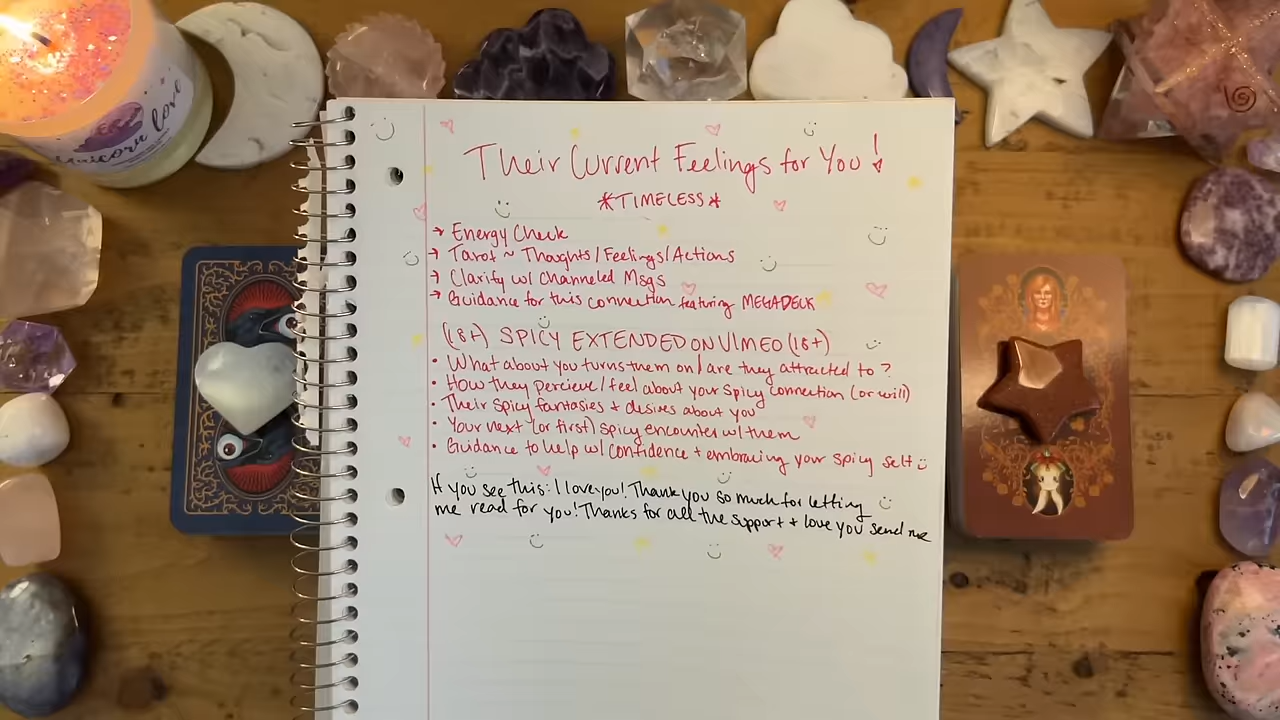 unicorn love
Their Current Feelings for You!
*TIMELESS*
→ Energy Check
→ Tarot ~ Thoughts/Feelings/Actions
→ Clarify w/ Channeled Msgs
→ Guidance for this connection featuring MEGADECK
(18+) SPICY EXTENDED ON VIMEO (18+)
• What about you turns them on/are they attracted to?
• How they percieve/feel about your spicy connection (or will)
• Their spicy fantasies + desires about you
• Your next (or first) spicy encounter w/ them
• Guidance to help w/ confidence + embracing your spicy self :)
If you see this: I love you! Thank you so much for letting
me read for you! Thanks for all the support + love you send me